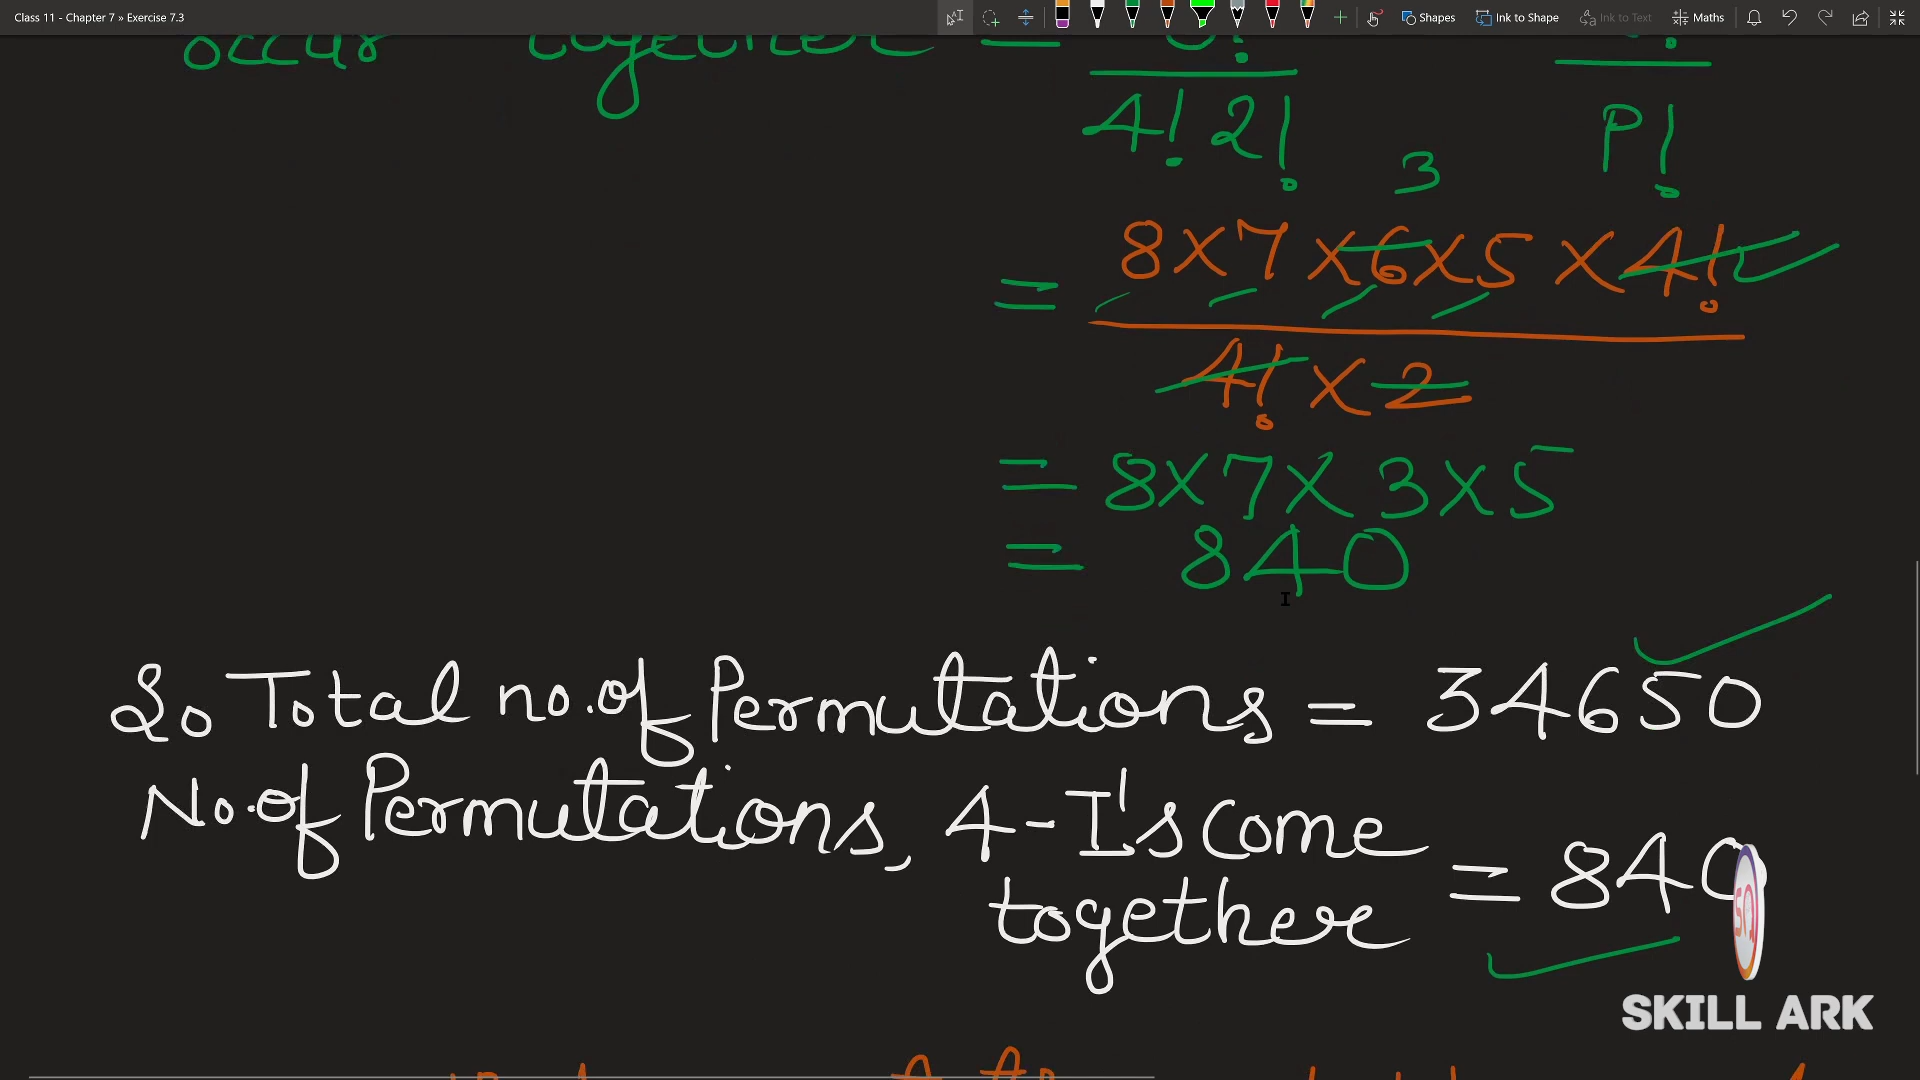 Class 11 - Chapter 7 » Exercise 7.3
Shapes Ink to Shape Ink to Text Maths
occur together =
4! 2! P!
3
= 8×7×6×5×4!
4!×2
= 8×7×3×5
= 840
So Total no. of Permutations = 34650
No. of Permutations, 4-I's come
together = 840
SKILL ARK